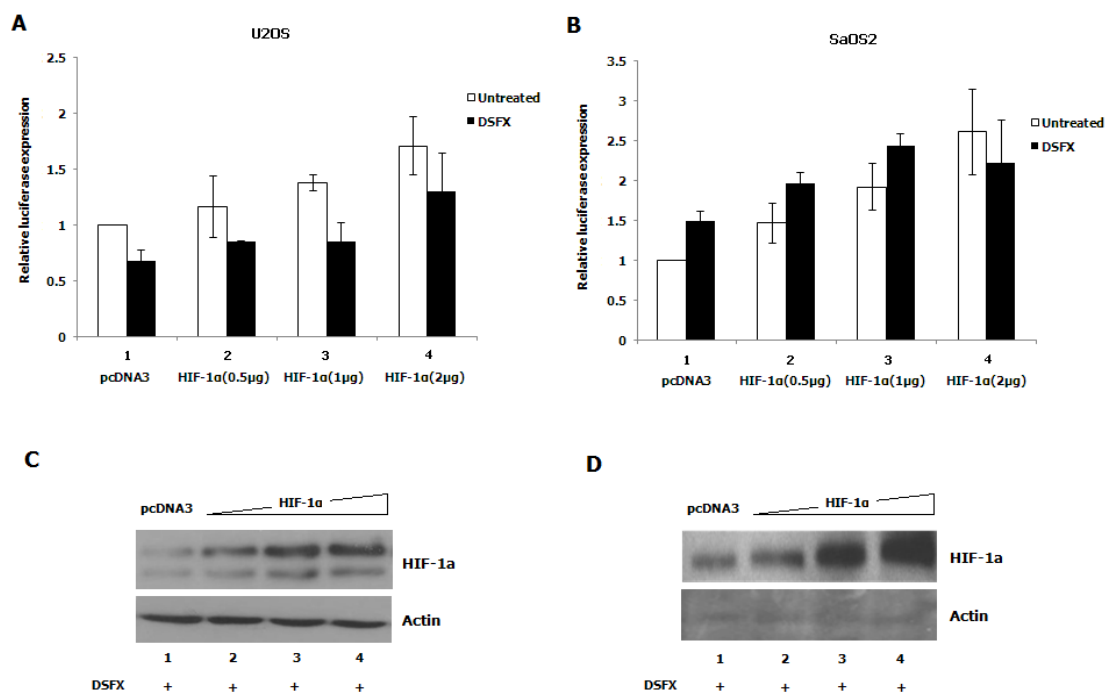 A
U2OS
2.5
2
1.5
1
0.5
0
Relative luciferase expression
Untreated
DSFX
1 2 3 4
pcDNA3 HIF-1α(0.5µg) HIF-1α(1µg) HIF-1α(2µg)
B
SaOS2
3.5
3
2.5
2
1.5
1
0.5
0
Relative luciferase expression
Untreated
DSFX
1 2 3 4
pcDNA3 HIF-1α(0.5µg) HIF-1α(1µg) HIF-1α(2µg)
C
pcDNA3 HIF-1α
HIF-1a
Actin
1 2 3 4
DSFX + + + +
D
pcDNA3 HIF-1α
HIF-1a
Actin
1 2 3 4
DSFX + + + +